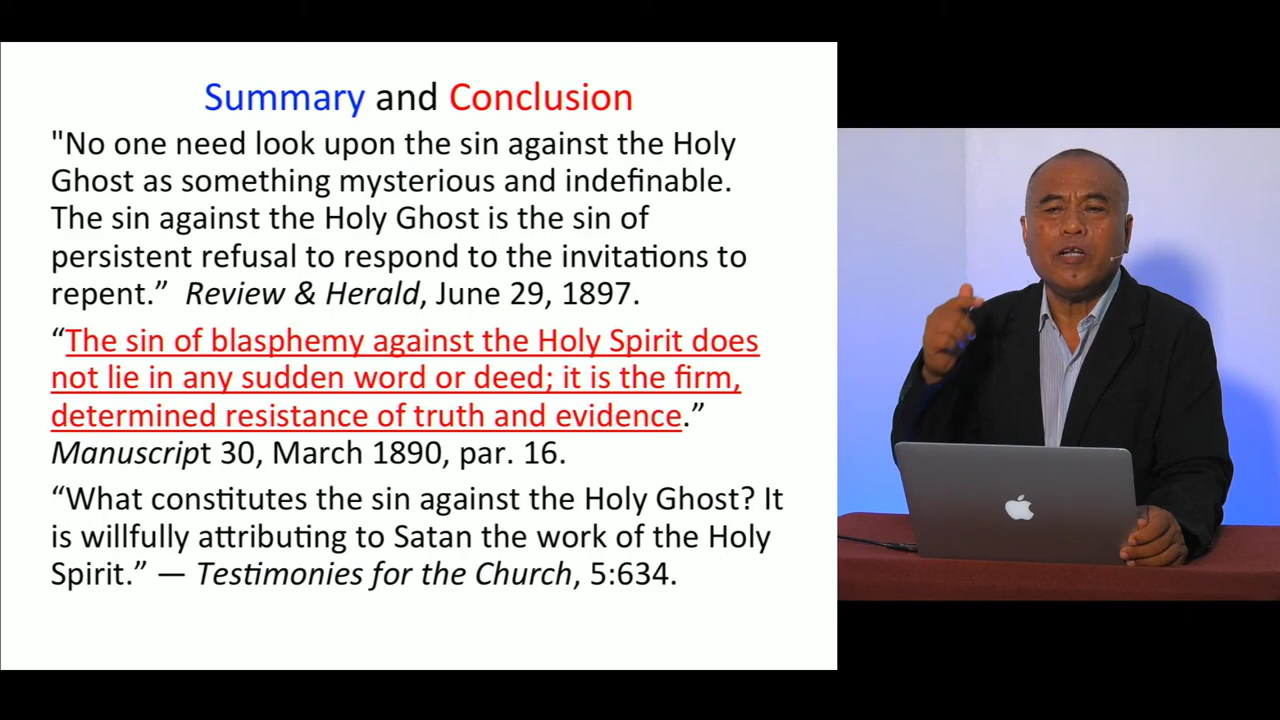 Summary and Conclusion
"No one need look upon the sin against the Holy
Ghost as something mysterious and indefinable.
The sin against the Holy Ghost is the sin of
persistent refusal to respond to the invitations to
repent.” Review & Herald, June 29, 1897.
“The sin of blasphemy against the Holy Spirit does
not lie in any sudden word or deed; it is the firm,
determined resistance of truth and evidence.”
Manuscript 30, March 1890, par. 16.
“What constitutes the sin against the Holy Ghost? It
is willfully attributing to Satan the work of the Holy
Spirit.” — Testimonies for the Church, 5:634.